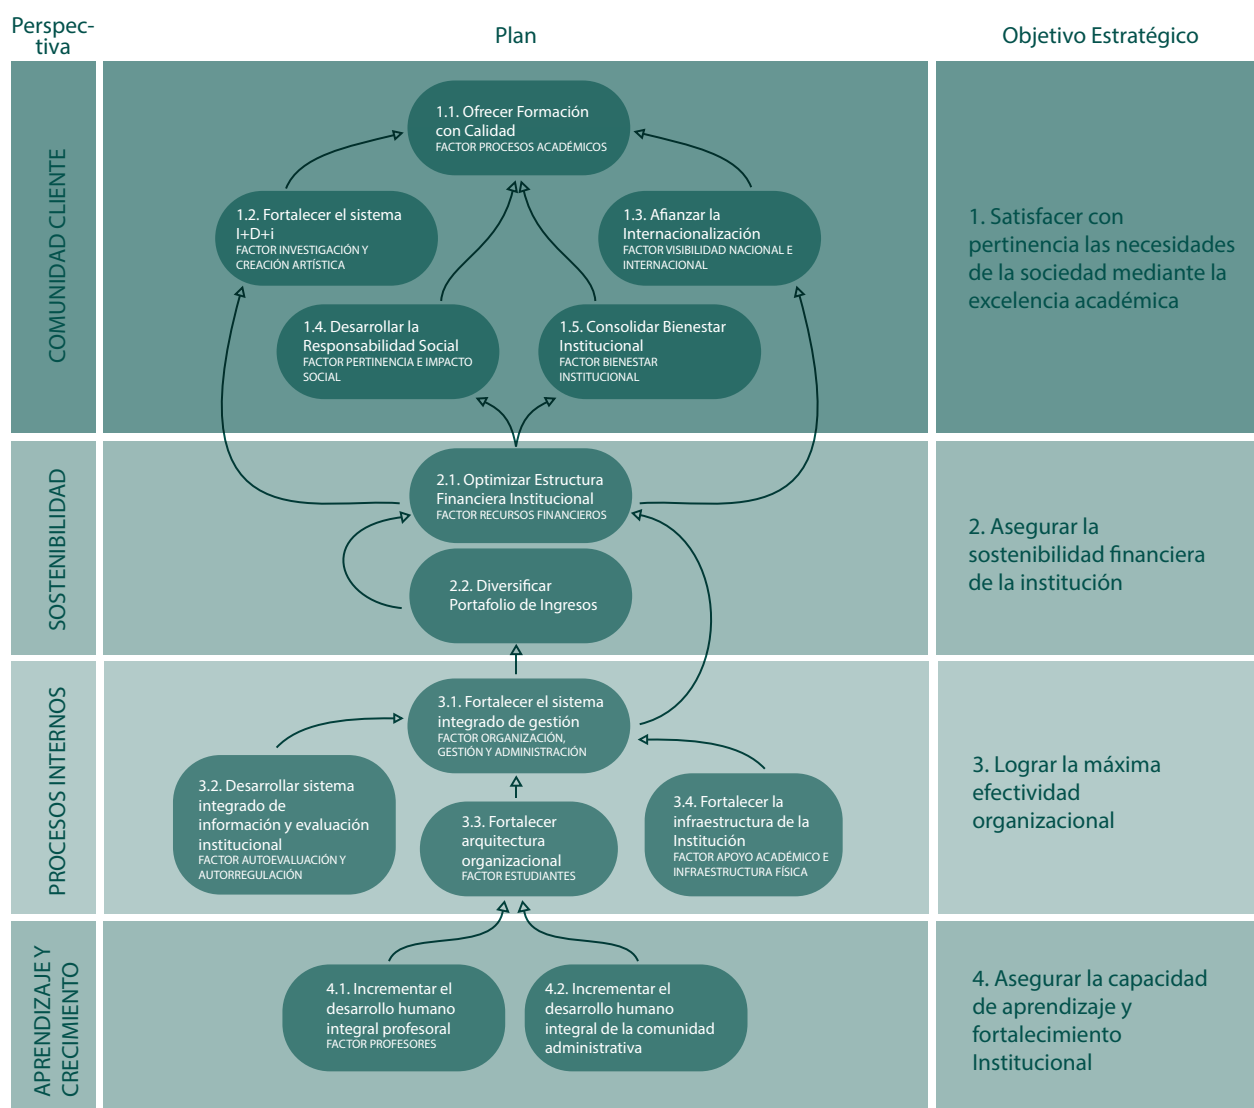 Perspec-
tiva
Plan
Objetivo Estratégico
COMUNIDAD CLIENTE
1.1. Ofrecer Formación
con Calidad
FACTOR PROCESOS ACADÉMICOS
1.2. Fortalecer el sistema
I+D+i
FACTOR INVESTIGACIÓN Y
CREACIÓN ARTÍSTICA
1.3. Afianzar la
Internacionalización
FACTOR VISIBILIDAD NACIONAL E
INTERNACIONAL
1.4. Desarrollar la
Responsabilidad Social
FACTOR PERTINENCIA E IMPACTO
SOCIAL
1.5. Consolidar Bienestar
Institucional
FACTOR BIENESTAR
INSTITUCIONAL
1. Satisfacer con
pertinencia las necesidades
de la sociedad mediante la
excelencia académica
SOSTENIBILIDAD
2.1. Optimizar Estructura
Financiera Institucional
FACTOR RECURSOS FINANCIEROS
2.2. Diversificar
Portafolio de Ingresos
2. Asegurar la
sostenibilidad financiera
de la institución
PROCESOS INTERNOS
3.1. Fortalecer el sistema
integrado de gestión
FACTOR ORGANIZACIÓN,
GESTIÓN Y ADMINISTRACIÓN
3.2. Desarrollar sistema
integrado de
información y evaluación
institucional
FACTOR AUTOEVALUACIÓN Y
AUTORREGULACIÓN
3.3. Fortalecer
arquitectura
organizacional
FACTOR ESTUDIANTES
3.4. Fortalecer la
infraestructura de la
Institución
FACTOR APOYO ACADÉMICO E
INFRAESTRUCTURA FÍSICA
3. Lograr la máxima
efectividad
organizacional
APRENDIZAJE Y
CRECIMIENTO
4.1. Incrementar el
desarrollo humano
integral profesoral
FACTOR PROFESORES
4.2. Incrementar el
desarrollo humano
integral de la comunidad
administrativa
4. Asegurar la capacidad
de aprendizaje y
fortalecimiento
Institucional